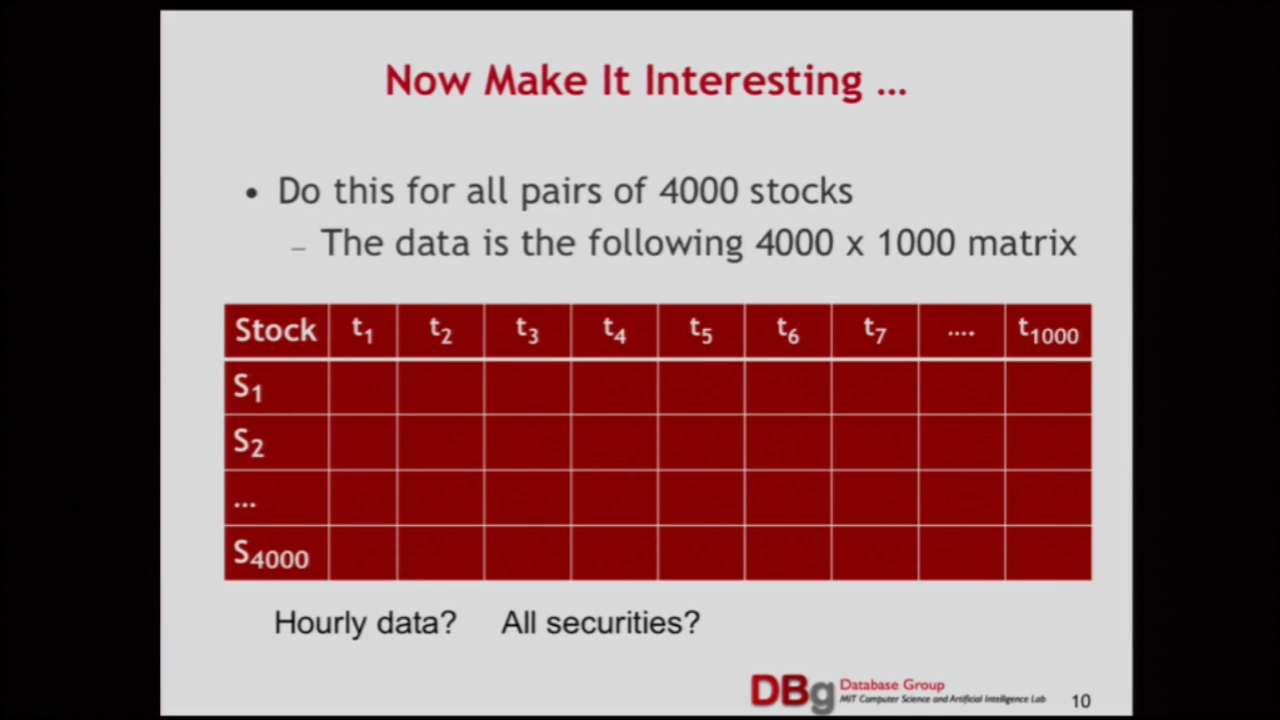 Now Make It Interesting ...
• Do this for all pairs of 4000 stocks
– The data is the following 4000 x 1000 matrix
Stock t1 t2 t3 t4 t5 t6 t7 .... t1000
S1
S2
...
S4000
Hourly data? All securities?
DBg Database Group
MIT Computer Science and Artificial Intelligence Lab
10